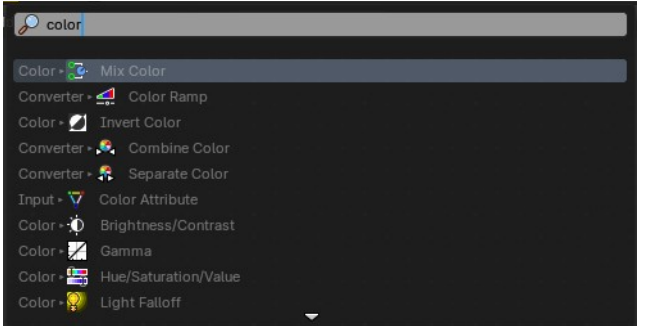 color
Color ▸ Mix Color
Converter ▸ Color Ramp
Color ▸ Invert Color
Converter ▸ Combine Color
Converter ▸ Separate Color
Input ▸ Color Attribute
Color ▸ Brightness/Contrast
Color ▸ Gamma
Color ▸ Hue/Saturation/Value
Color ▸ Light Falloff